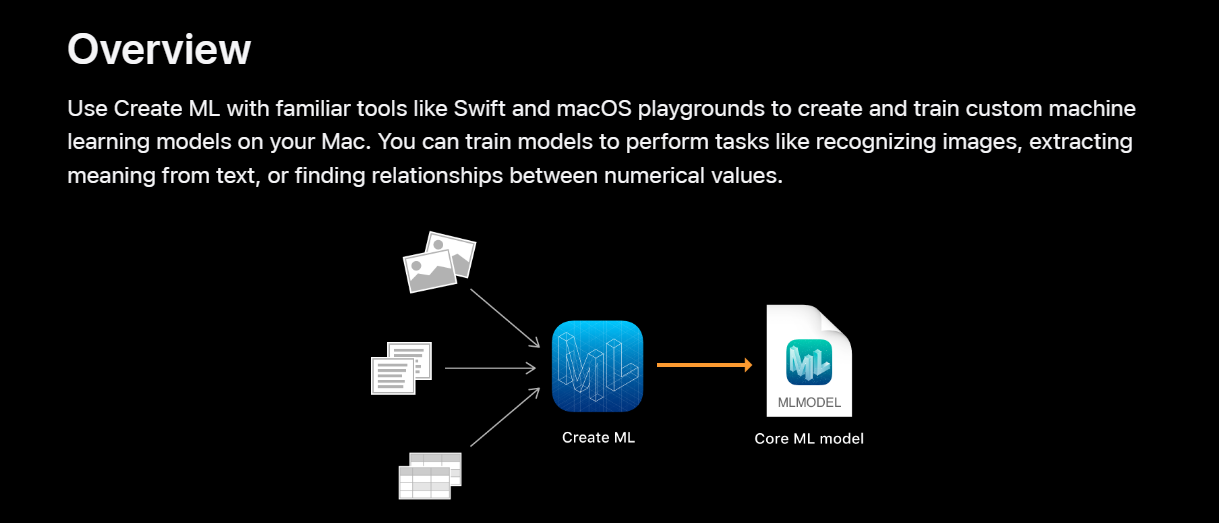 Overview
Use Create ML with familiar tools like Swift and macOS playgrounds to create and train custom machine
learning models on your Mac. You can train models to perform tasks like recognizing images, extracting
meaning from text, or finding relationships between numerical values.
ML
ML
MLMODEL
Create ML
Core ML model